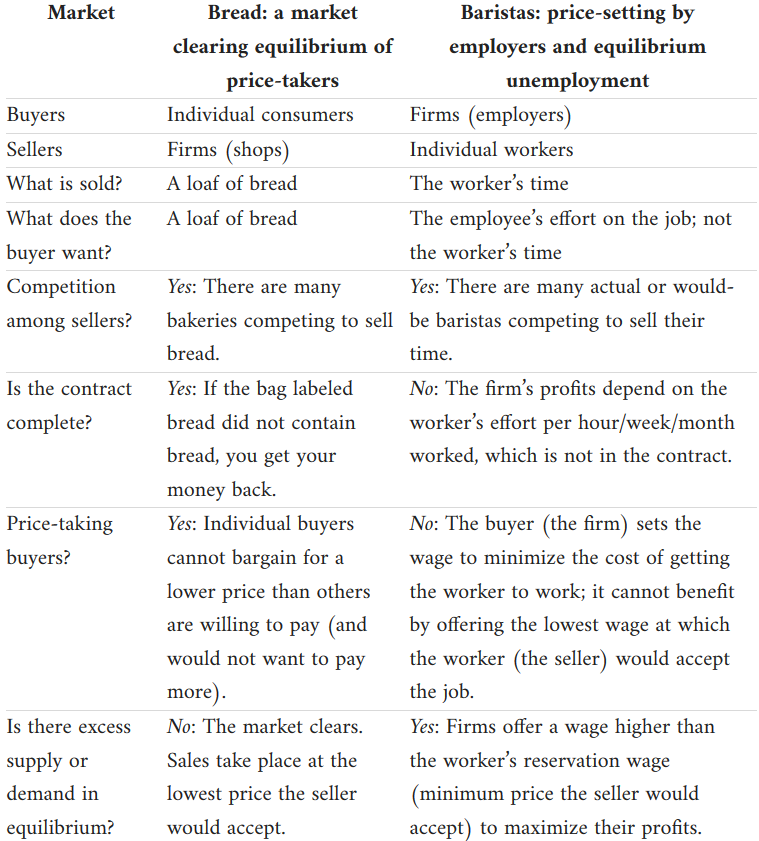 Market
Bread: a market
clearing equilibrium of
price-takers
Baristas: price-setting by
employers and equilibrium
unemployment
Buyers
Individual consumers
Firms (employers)
Sellers
Firms (shops)
Individual workers
What is sold?
A loaf of bread
The worker’s time
What does the
buyer want?
A loaf of bread
The employee’s effort on the job; not
the worker’s time
Competition
among sellers?
Yes: There are many
bakeries competing to sell
bread.
Yes: There are many actual or would-
be baristas competing to sell their
time.
Is the contract
complete?
Yes: If the bag labeled
bread did not contain
bread, you get your
money back.
No: The firm’s profits depend on the
worker’s effort per hour/week/month
worked, which is not in the contract.
Price-taking
buyers?
Yes: Individual buyers
cannot bargain for a
lower price than others
are willing to pay (and
would not want to pay
more).
No: The buyer (the firm) sets the
wage to minimize the cost of getting
the worker to work; it cannot benefit
by offering the lowest wage at which
the worker (the seller) would accept
the job.
Is there excess
supply or
demand in
equilibrium?
No: The market clears.
Sales take place at the
lowest price the seller
would accept.
Yes: Firms offer a wage higher than
the worker’s reservation wage
(minimum price the seller would
accept) to maximize their profits.